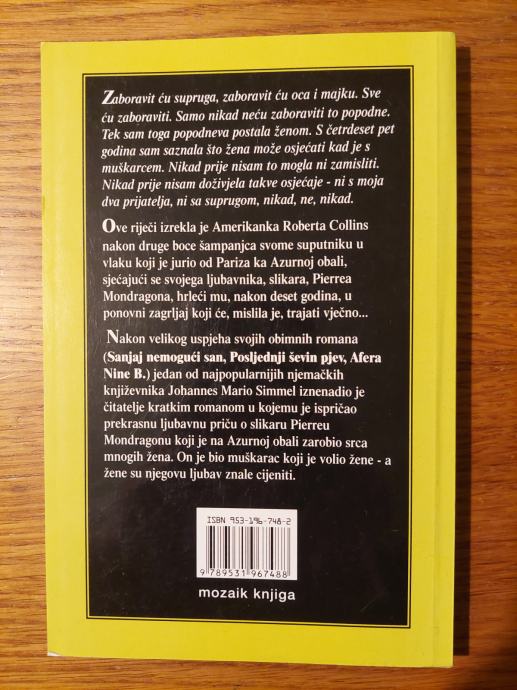 Zaboravit ću supruga, zaboravit ću oca i majku. Sve
ću zaboraviti. Samo nikad neću zaboraviti to popodne.
Tek sam toga popodneva postala ženom. S četrdeset pet
godina sam saznala što žena može osjećati kad je s
muškarcem. Nikad prije nisam to mogla ni zamisliti.
Nikad prije nisam doživjela takve osjećaje - ni s moja
dva prijatelja, ni sa suprugom, nikad, ne, nikad.
Ove riječi izrekla je Amerikanka Roberta Collins
nakon druge boce šampanjca svome suputniku u
vlaku koji je jurio od Pariza ka Azurnoj obali,
sjećajući se svojega ljubavnika, slikara, Pierrea
Mondragona, hrleći mu, nakon deset godina, u
ponovni zagrljaj koji će, mislila je, trajati vječno...
Nakon velikog uspjeha svojih obimnih romana
(Sanjaj nemogući san, Posljednji ševin pjev, Afera
Nine B.) jedan od najpopularnijih njemačkih
književnika Johannes Mario Simmel iznenadio je
čitatelje kratkim romanom u kojemu je ispričao
prekrasnu ljubavnu priču o slikaru Pierreu
Mondragonu koji je na Azurnoj obali zarobio srca
mnogih žena. On je bio muškarac koji je volio žene - a
žene su njegovu ljubav znale cijeniti.
ISBN 953-196-748-2
9 789531 967488
mozaik knjiga